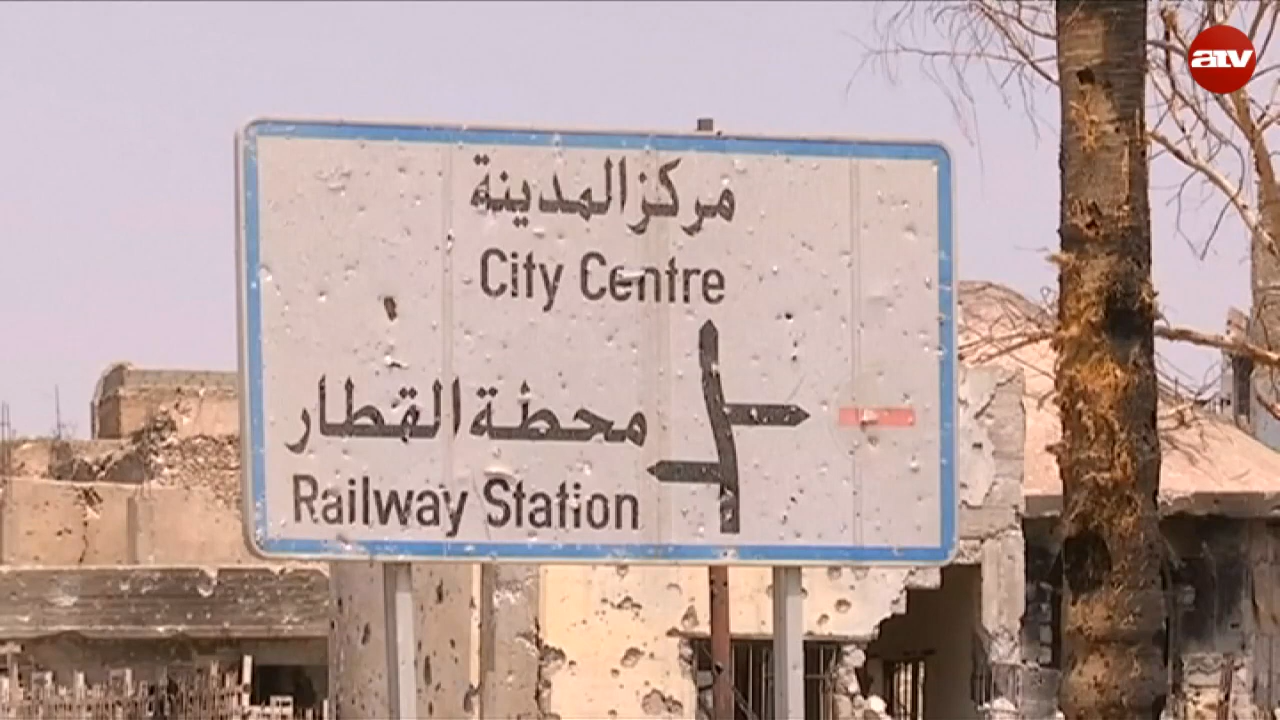 مركز المدينة
City Centre
محطة القطار
Railway Station
atv